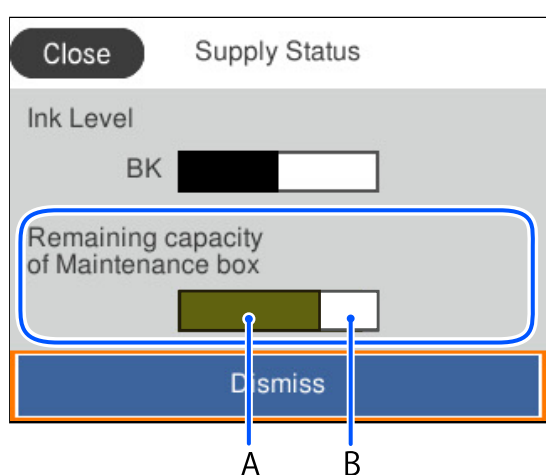 Close
Supply Status
Ink Level
BK
Remaining capacity
of Maintenance box
Dismiss
A
B